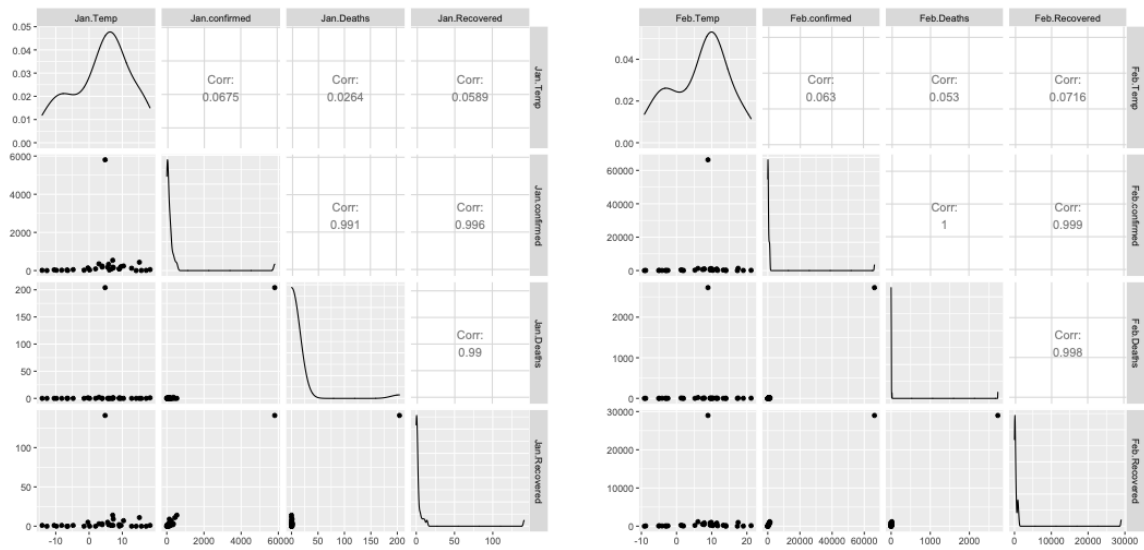 Jan.Temp Jan.confirmed Jan.Deaths Jan.Recovered
0.05
0.04
0.03
0.02
0.01
0.00
Corr:
0.0675
Corr:
0.0264
Corr:
0.0589
Jan.Temp
6000
4000
2000
0
Corr:
0.991
Corr:
0.996
Jan.confirmed
200
150
100
50
0
Corr:
0.99
Jan.Deaths
150
100
50
0
Jan.Recovered
-10 0 10 0 2000 4000 6000 0 50 100 150 200 0 50 100
Feb.Temp Feb.confirmed Feb.Deaths Feb.Recovered
0.04
0.02
0.00
Corr:
0.063
Corr:
0.053
Corr:
0.0716
Feb.Temp
60000
40000
20000
0
Corr:
1
Corr:
0.999
Feb.confirmed
2000
1000
0
Corr:
0.998
Feb.Deaths
30000
20000
10000
0
Feb.Recovered
-10 0 10 20 0 20000 40000 60000 0 1000 2000 0 10000 20000 30000